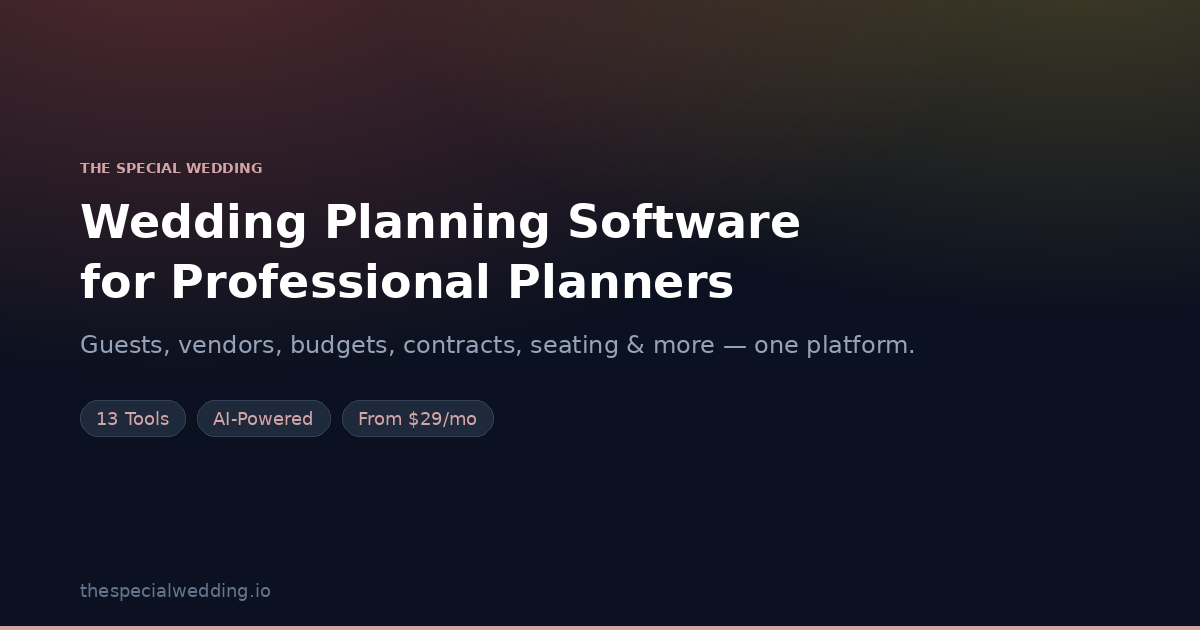 THE SPECIAL WEDDING
Wedding Planning Software
for Professional Planners
Guests, vendors, budgets, contracts, seating & more — one platform.
13 Tools
AI-Powered
From $29/mo
thespecialwedding.io